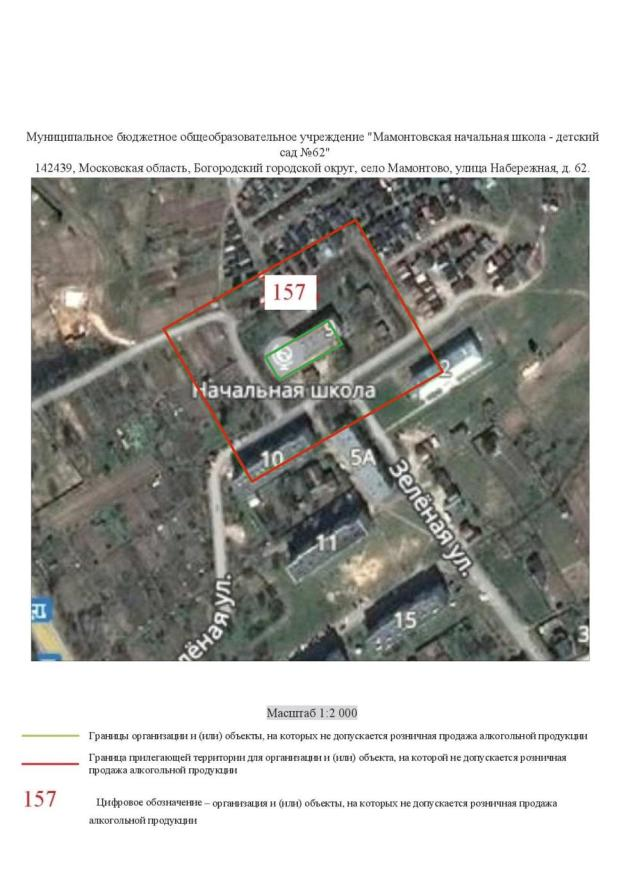 Муниципальное бюджетное общеобразовательное учреждение "Мамонтовская начальная школа - детский
сад №62"
142439, Московская область, Богородский городской округ, село Мамонтово, улица Набережная, д. 62.
157
5
Начальная школа
2
10
5А
Зелёная ул.
11
лёная ул.
15
3
Масштаб 1:2 000
Границы организации и (или) объекты, на которых не допускается розничная продажа алкогольной продукции
Граница прилегающей территории для организации и (или) объекта, на которой не допускается розничная
продажа алкогольной продукции
157 Цифровое обозначение – организация и (или) объекты, на которых не допускается розничная продажа
алкогольной продукции